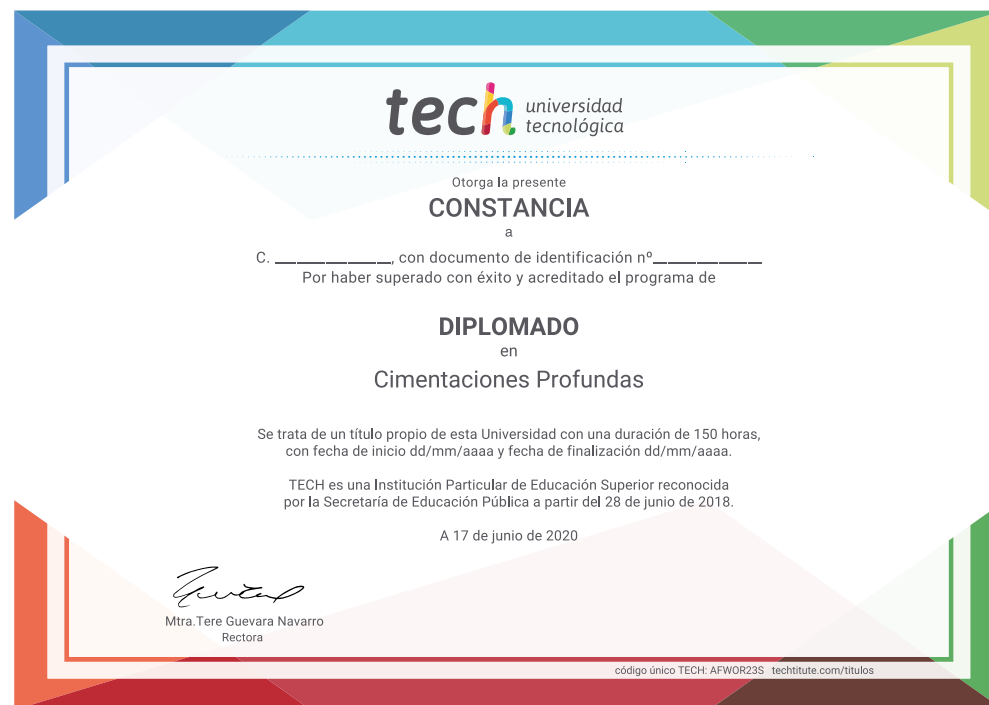 tech universidad
tecnológica
Otorga la presente
CONSTANCIA
a
C. ________________, con documento de identificación nº_______________
Por haber superado con éxito y acreditado el programa de
DIPLOMADO
en
Cimentaciones Profundas
Se trata de un título propio de esta Universidad con una duración de 150 horas,
con fecha de inicio dd/mm/aaaa y fecha de finalización dd/mm/aaaa.
TECH es una Institución Particular de Educación Superior reconocida
por la Secretaría de Educación Pública a partir del 28 de junio de 2018.
A 17 de junio de 2020
Mtra.Tere Guevara Navarro
Rectora
código único TECH: AFWOR23S techtitute.com/titulos